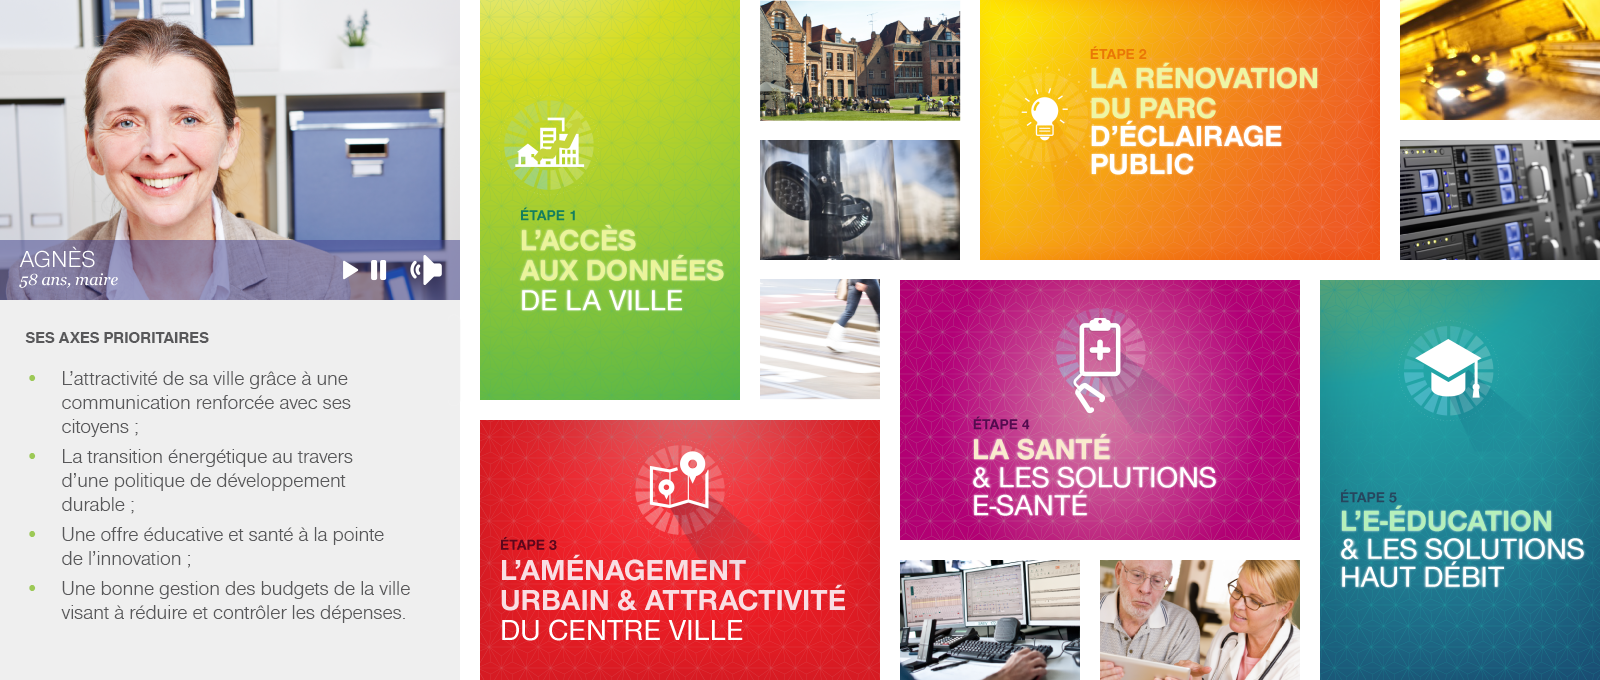 AGNÈS
58 ans, maire
SES AXES PRIORITAIRES
• L’attractivité de sa ville grâce à une
communication renforcée avec ses
citoyens ;
• La transition énergétique au travers
d’une politique de développement
durable ;
• Une offre éducative et santé à la pointe
de l’innovation ;
• Une bonne gestion des budgets de la ville
visant à réduire et contrôler les dépenses.
ÉTAPE 1
L’ACCÈS
AUX DONNÉES
DE LA VILLE
ÉTAPE 2
LA RÉNOVATION
DU PARC
D’ÉCLAIRAGE
PUBLIC
ÉTAPE 3
L’AMÉNAGEMENT
URBAIN & ATTRACTIVITÉ
DU CENTRE VILLE
ÉTAPE 4
LA SANTÉ
& LES SOLUTIONS
E-SANTÉ
ÉTAPE 5
L’E-ÉDUCATION
& LES SOLUTIONS
HAUT DÉBIT